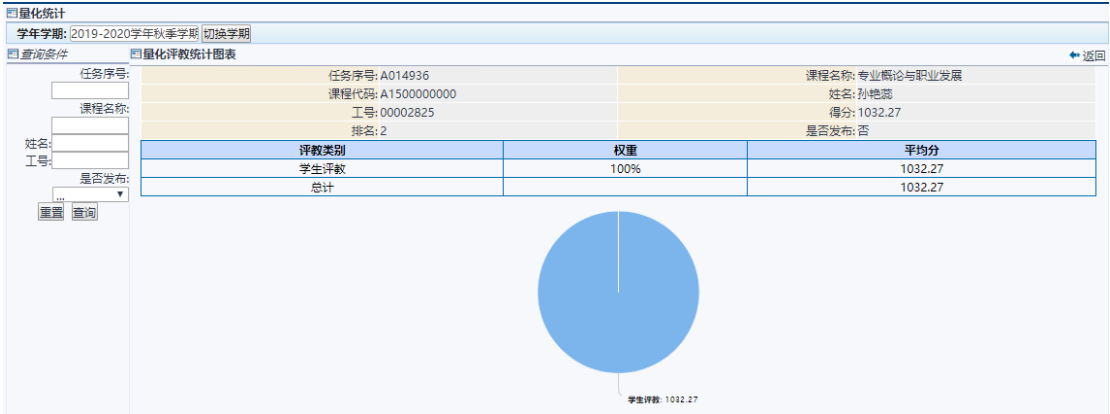 量化统计
学年学期: 2019-2020学年秋季学期 切换学期
查询条件
任务序号:
课程名称:
姓名:
工号:
是否发布:
...
重置 查询
量化评教统计图表 返回
任务序号: A014936 课程名称: 专业概论与职业发展
课程代码: A1500000000 姓名: 孙艳蕊
工号: 00002825 得分: 1032.27
排名: 2 是否发布: 否
评教类别 权重 平均分
学生评教 100% 1032.27
总计 1032.27
学生评教: 1032.27